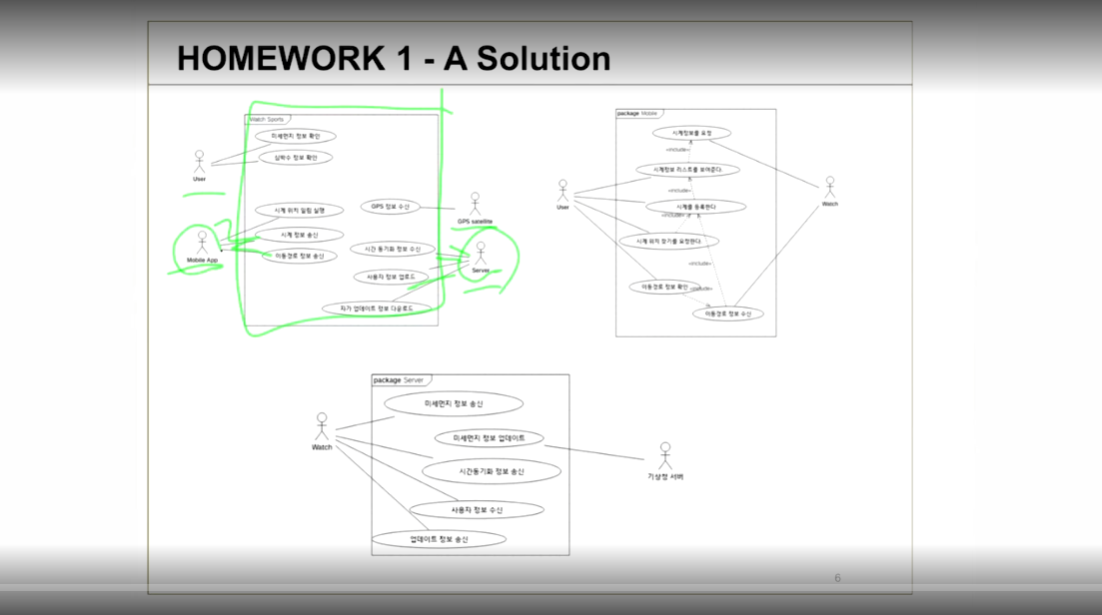 HOMEWORK 1 - A Solution
Watch Sports
미세먼지 정보 확인
심박수 정보 확인
User
시계 위치 알림 실행
GPS 정보 수신
GPS satellite
시계 정보 송신
Mobile App
이동경로 정보 송신
시간 동기화 정보 수신
Server
사용자 정보 업로드
자가 업데이트 정보 다운로드
package Mobile
시계정보를 요청
«include»
시계정보 리스트를 보여준다.
«include»
User
Watch
시계를 등록한다
«include»
시계 위치 찾기를 요청한다.
«include»
이동경로 정보 확인
«include»
이동경로 정보 수신
package Server
미세먼지 정보 송신
Watch
미세먼지 정보 업데이트
기상청 서버
시간동기화 정보 송신
사용자 정보 수신
업데이트 정보 송신
6